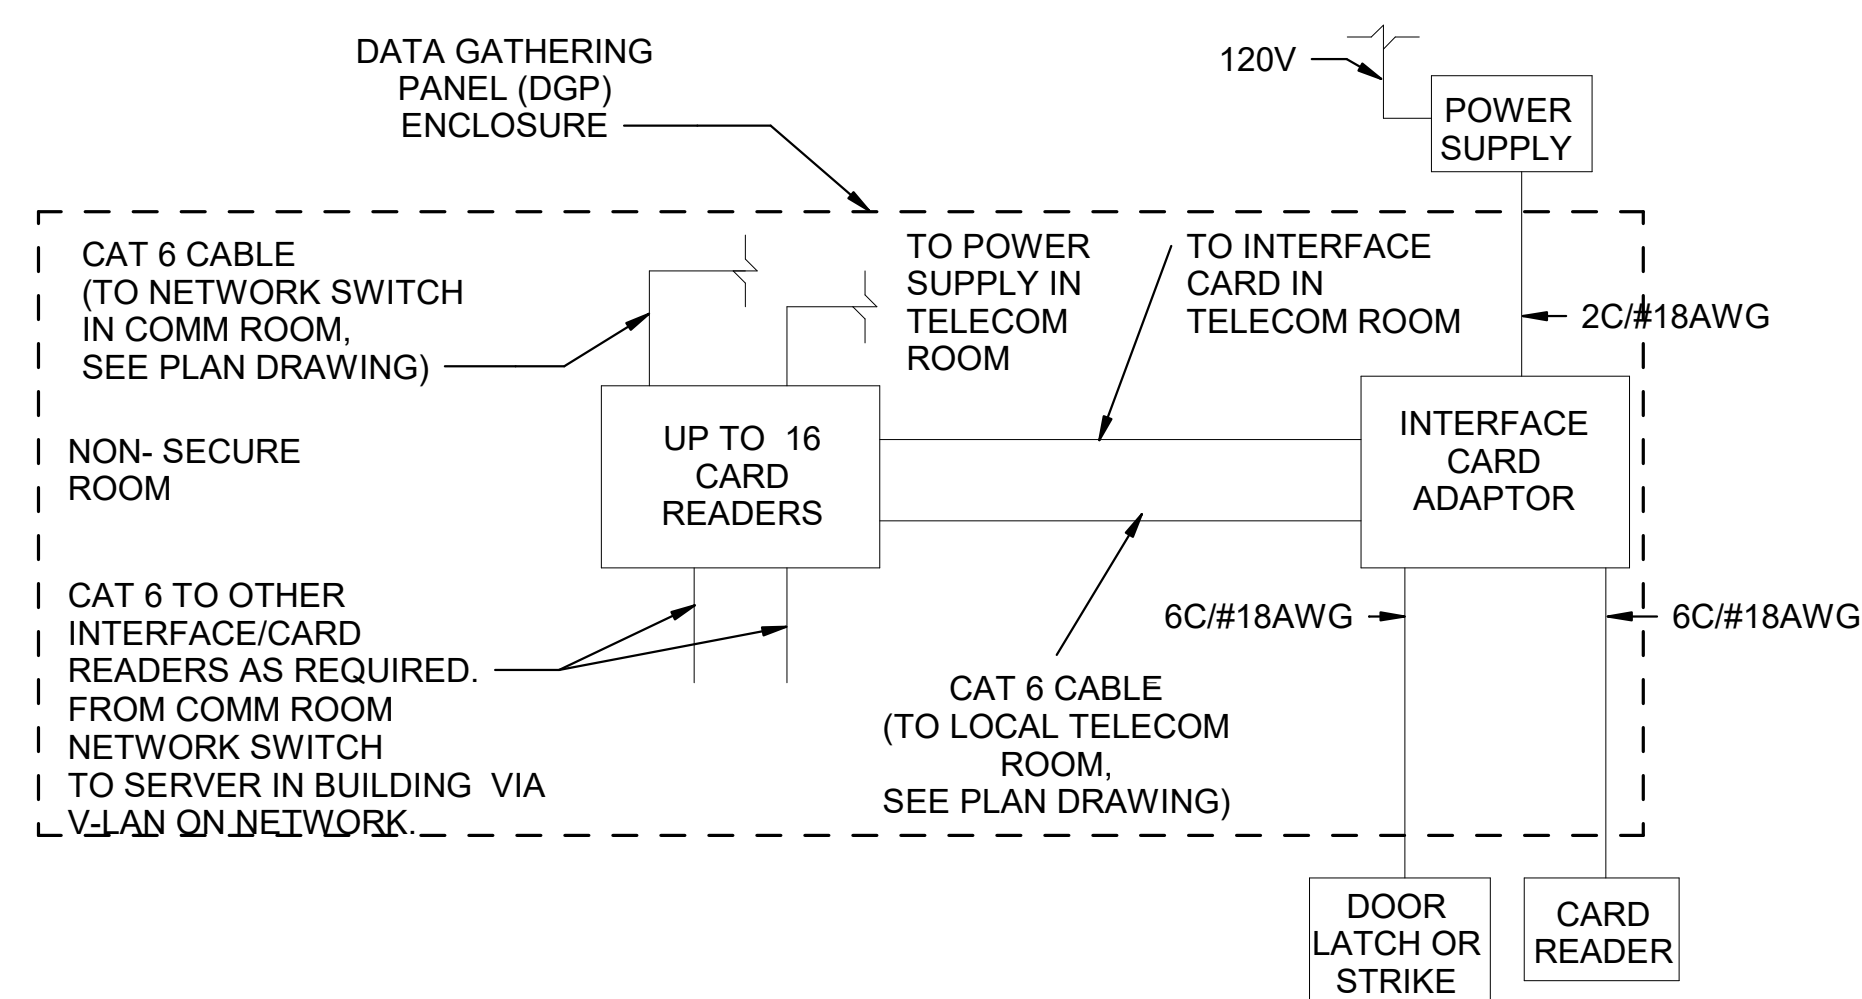 DATA GATHERING
PANEL (DGP)
ENCLOSURE
120V
POWER
SUPPLY
CAT 6 CABLE
(TO NETWORK SWITCH
IN COMM ROOM,
SEE PLAN DRAWING)
TO POWER
SUPPLY IN
TELECOM
ROOM
TO INTERFACE
CARD IN
TELECOM ROOM
2C/#18AWG
NON- SECURE
ROOM
UP TO  16
CARD
READERS
INTERFACE
CARD
ADAPTOR
CAT 6 TO OTHER
INTERFACE/CARD
READERS AS REQUIRED.
FROM COMM ROOM
NETWORK SWITCH
TO SERVER IN BUILDING  VIA
V-LAN ON NETWORK.
CAT 6 CABLE
(TO LOCAL TELECOM
ROOM,
SEE PLAN DRAWING)
6C/#18AWG
6C/#18AWG
DOOR
LATCH OR
STRIKE
CARD
READER